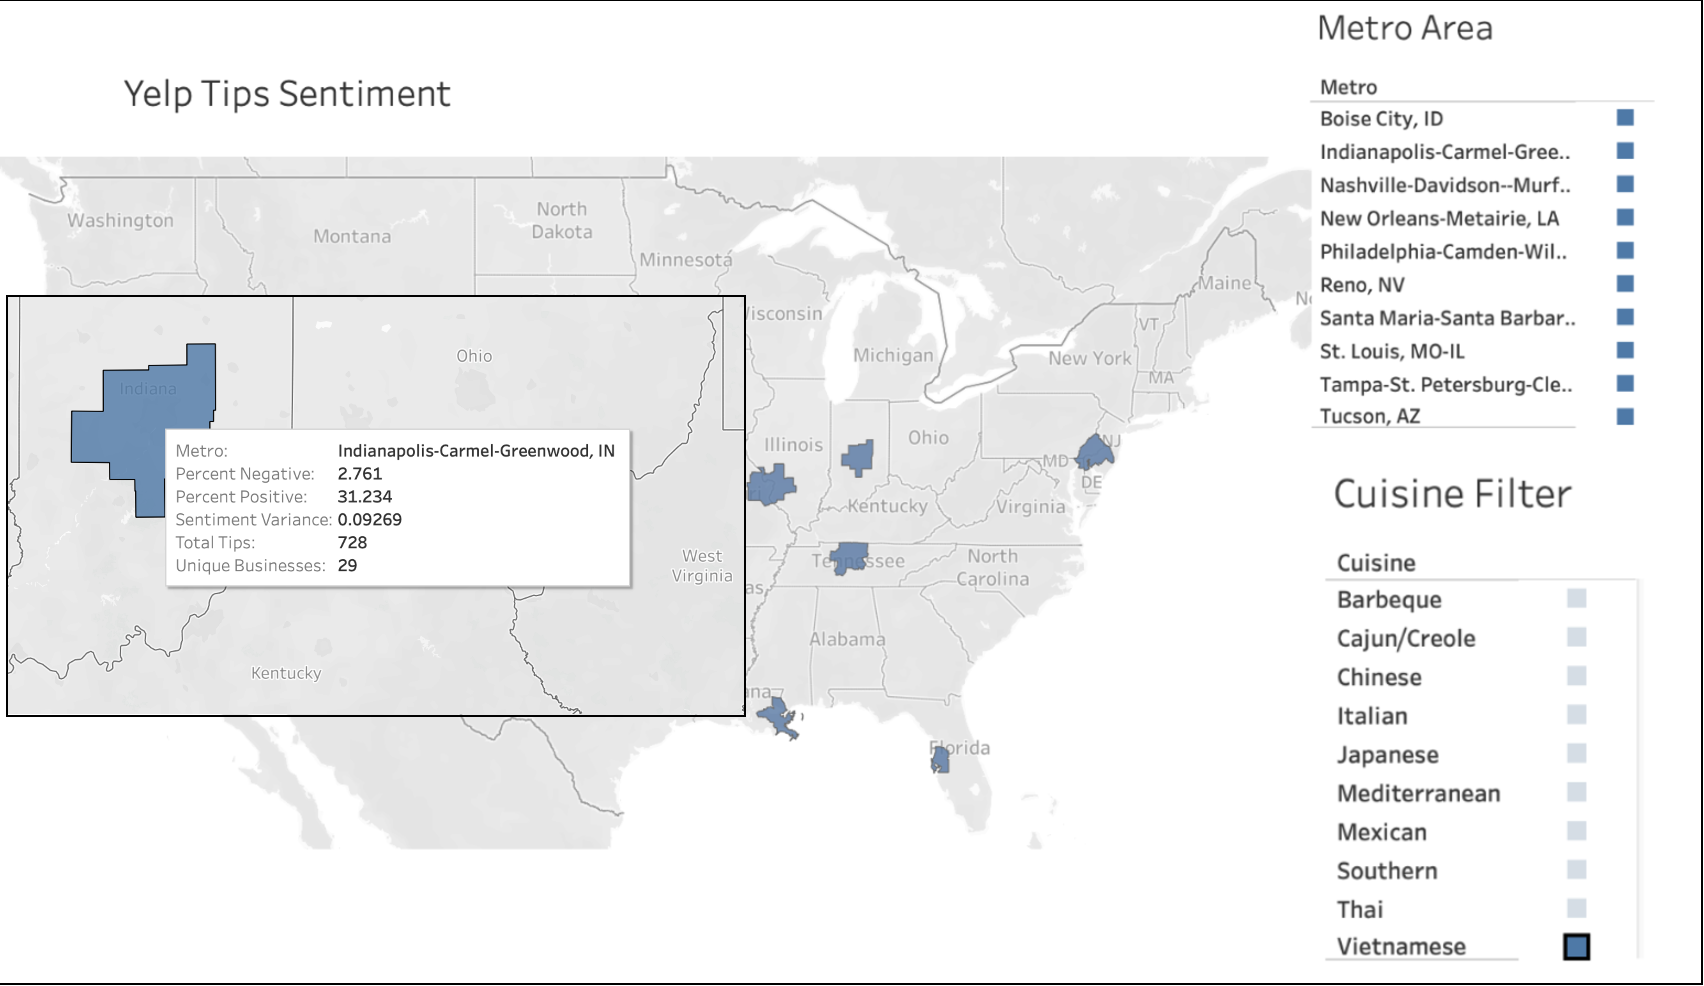 Yelp Tips Sentiment
Washington
Montana
North
Dakota
Minnesota
isconsin
Michigan
Illinois
Ohio
Kentucky
Tennessee
Alabama
Florida
North
Carolina
Virginia
New York
VT
MA
Maine
MD
DE
NJ
as
na
Indiana
Ohio
West
Virginia
Kentucky
Metro: Indianapolis-Carmel-Greenwood, IN
Percent Negative: 2.761
Percent Positive: 31.234
Sentiment Variance: 0.09269
Total Tips: 728
Unique Businesses: 29
Metro Area
Metro
Boise City, ID
Indianapolis-Carmel-Gree..
Nashville-Davidson--Murf..
New Orleans-Metairie, LA
Philadelphia-Camden-Wil..
Reno, NV
Santa Maria-Santa Barbar..
St. Louis, MO-IL
Tampa-St. Petersburg-Cle..
Tucson, AZ
Cuisine Filter
Cuisine
Barbeque
Cajun/Creole
Chinese
Italian
Japanese
Mediterranean
Mexican
Southern
Thai
Vietnamese